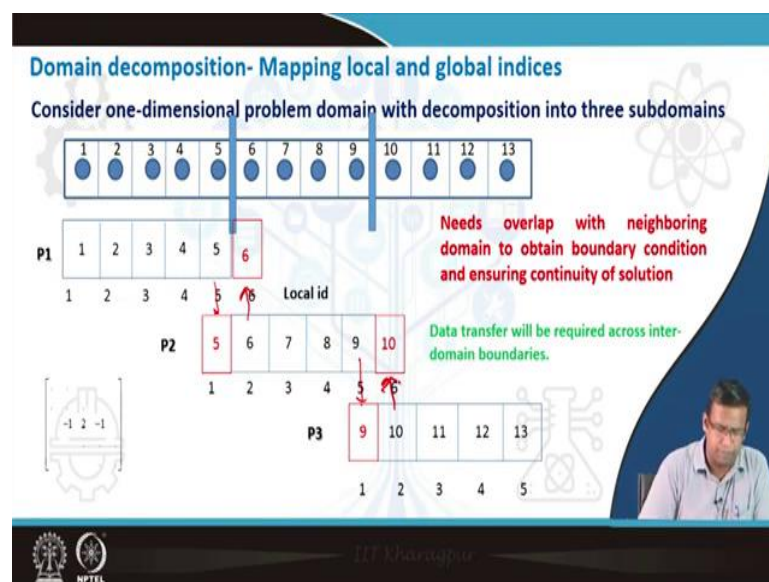 Domain decomposition- Mapping local and global indices
Consider one-dimensional problem domain with decomposition into three subdomains
1 2 3 4 5 6 7 8 9 10 11 12 13
P1 1 2 3 4 5 6
1 2 3 4 5 6 Local id
Needs overlap with neighboring
domain to obtain boundary condition
and ensuring continuity of solution
P2 5 6 7 8 9 10
1 2 3 4 5 6
Data transfer will be required across inter-
domain boundaries.
-1 2 -1
P3 9 10 11 12 13
1 2 3 4 5
IIT Kharagpur
NPTEL